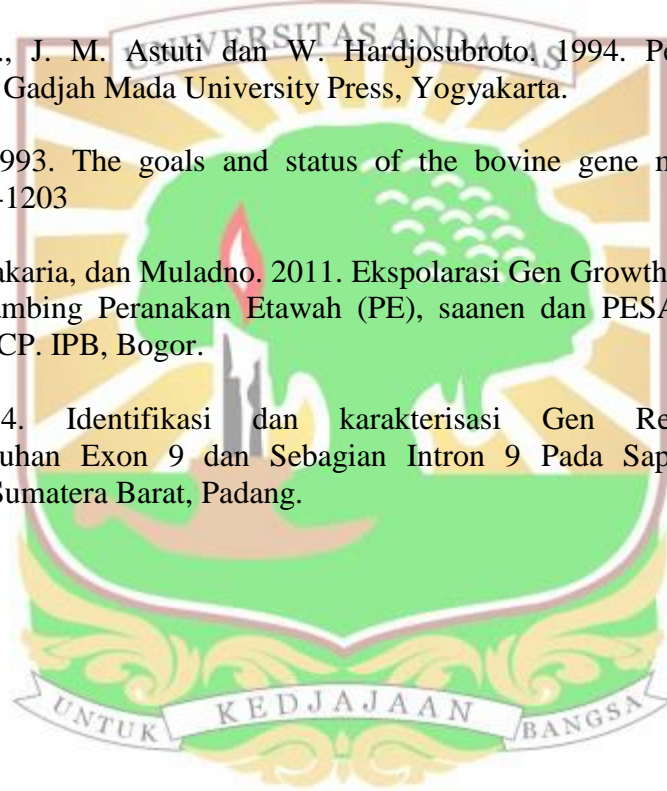 UNIVERSITAS ANDALAS
., J. M. Astuti dan W. Hardjosubroto. 1994. Pe
Gadjah Mada University Press, Yogyakarta.
993. The goals and status of the bovine gene m
-1203
akaria, dan Muladno. 2011. Ekspolarasi Gen Growth
ambing Peranakan Etawah (PE), saanen dan PESA
CP. IPB, Bogor.
4. Identifikasi dan karakterisasi Gen Re
uhan Exon 9 dan Sebagian Intron 9 Pada Sap
Sumatera Barat, Padang.
UNTUK KEDJAJAAN BANGSA